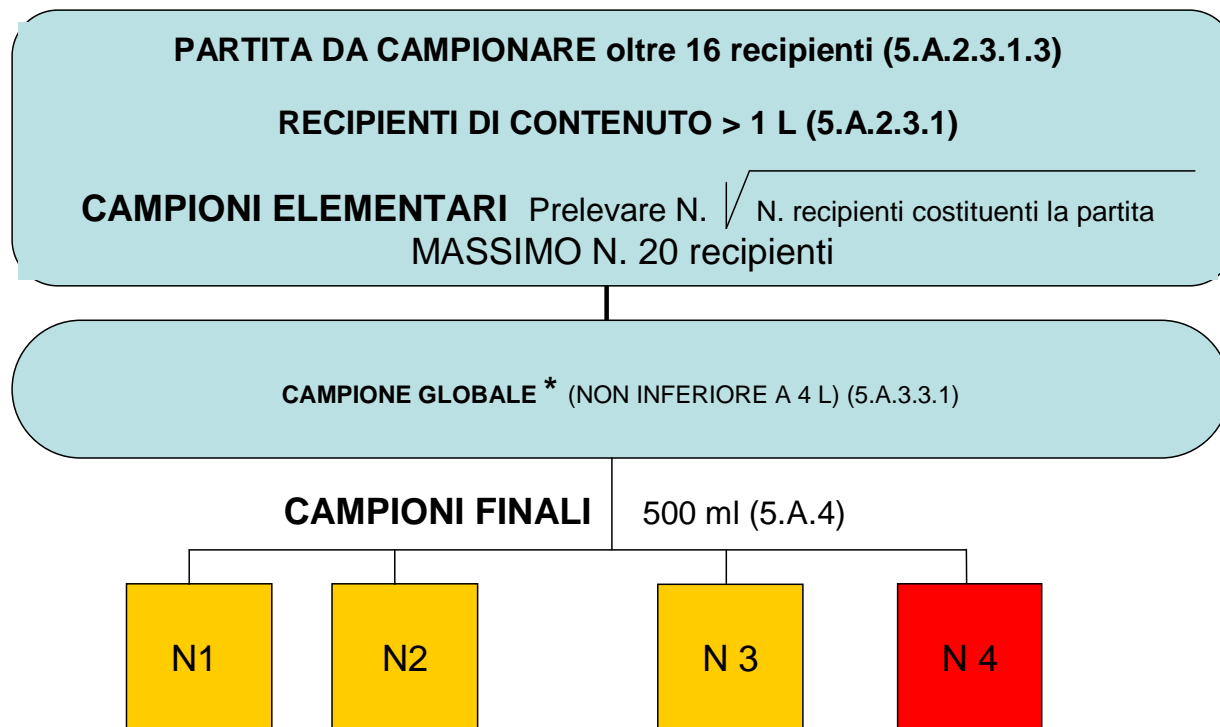 PARTITA DA CAMPIONARE oltre 16 recipienti (5.A.2.3.1.3)
RECIPIENTI DI CONTENUTO > 1 L (5.A.2.3.1)
CAMPIONI ELEMENTARI Prelevare N. √ N. recipienti costituenti la partita
MASSIMO N. 20 recipienti
CAMPIONE GLOBALE * (NON INFERIORE A 4 L) (5.A.3.3.1)
CAMPIONI FINALI 500 ml (5.A.4)
N1 N2 N 3 N 4